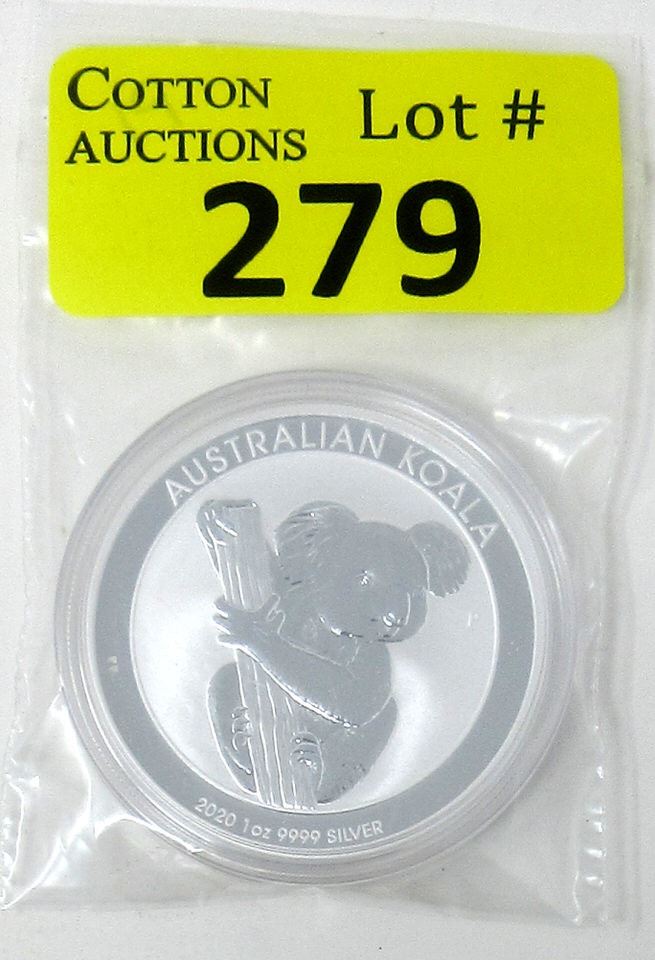 COTTON
AUCTIONS
Lot #
279
AUSTRALIAN KOALA
2020 1oz 9999 SILVER